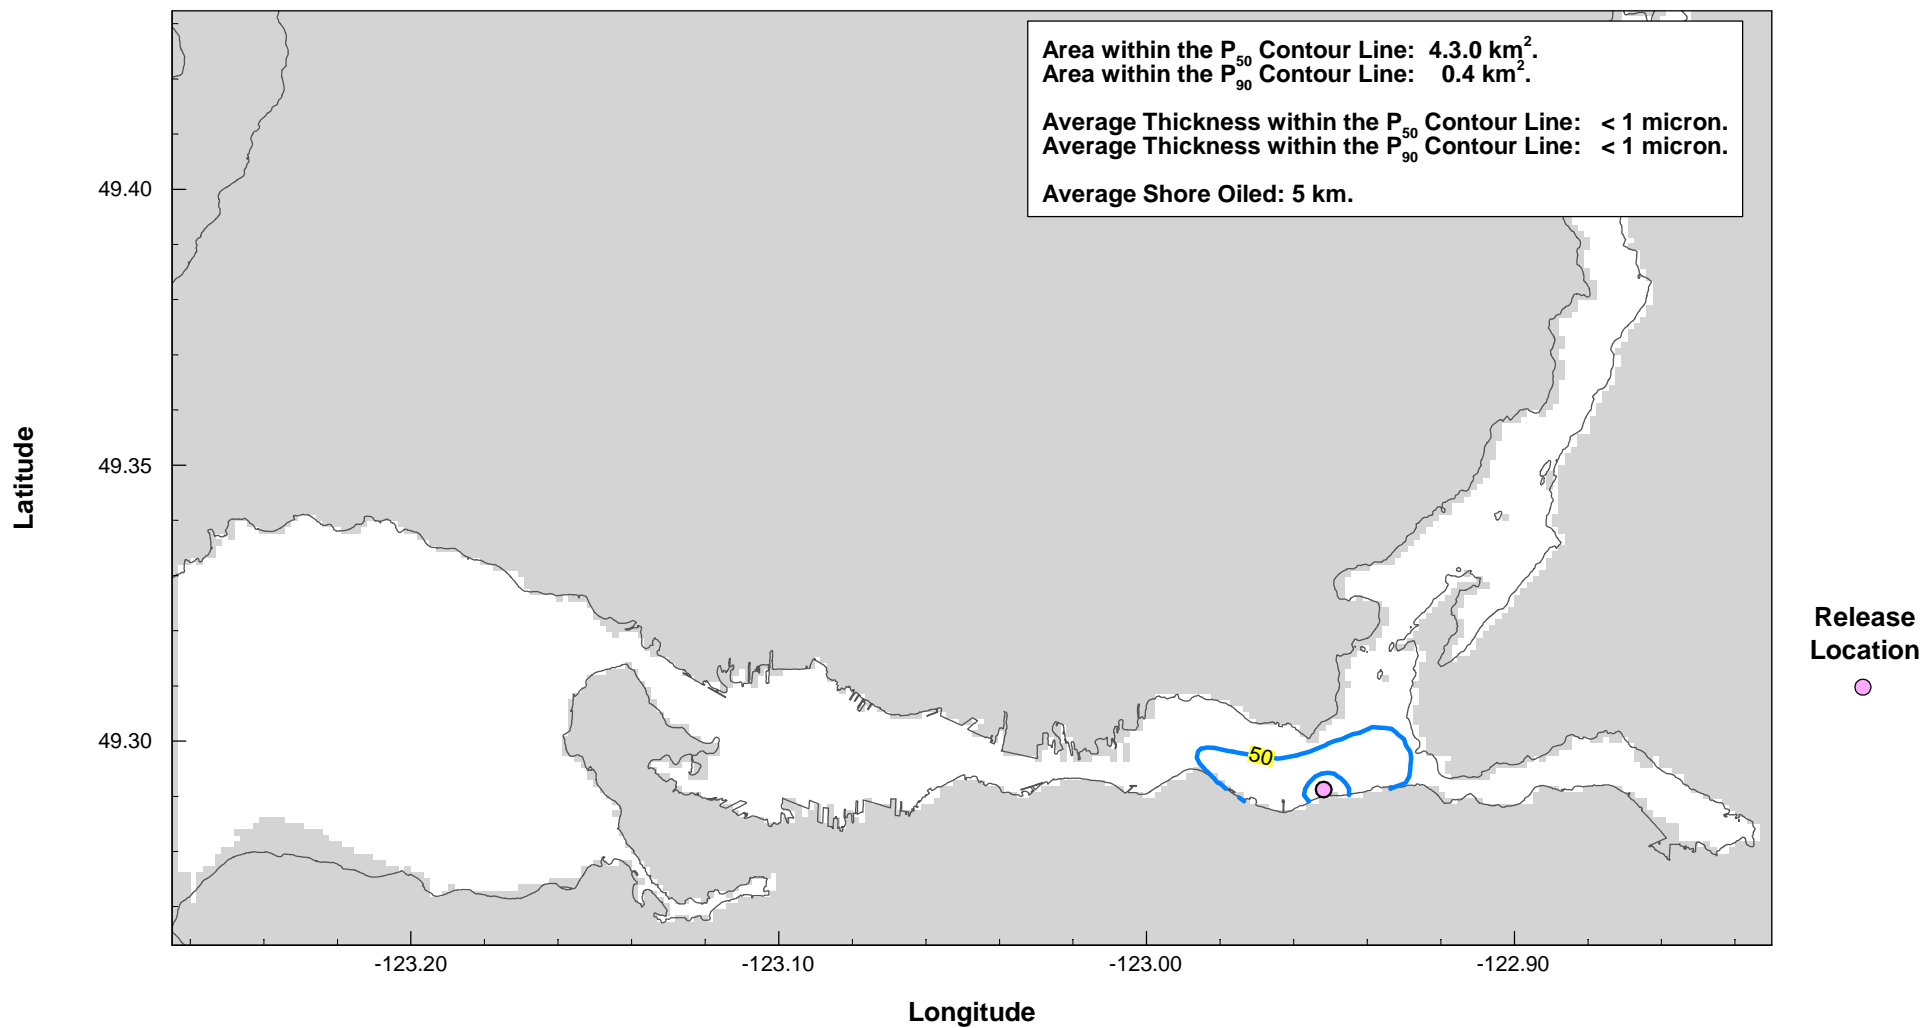 Area within the P50 Contour Line: 4.3.0 km².
Area within the P90 Contour Line: 0.4 km².
Average Thickness within the P50 Contour Line: < 1 micron.
Average Thickness within the P90 Contour Line: < 1 micron.
Average Shore Oiled: 5 km.
49.40
49.35
49.30
Latitude
50
Release
Location
-123.20
-123.10
-123.00
-122.90
Longitude